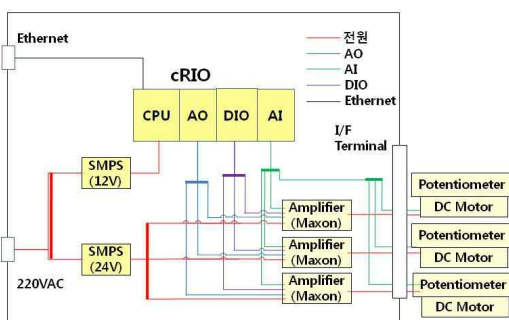 Ethernet
전원
AO
AI
DIO
Ethernet
cRIO
CPU
AO
DIO
AI
I/F
Terminal
SMPS
(12V)
Potentiometer
DC Motor
Amplifier
(Maxon)
Potentiometer
DC Motor
SMPS
(24V)
Amplifier
(Maxon)
220VAC
Amplifier
(Maxon)
Potentiometer
DC Motor